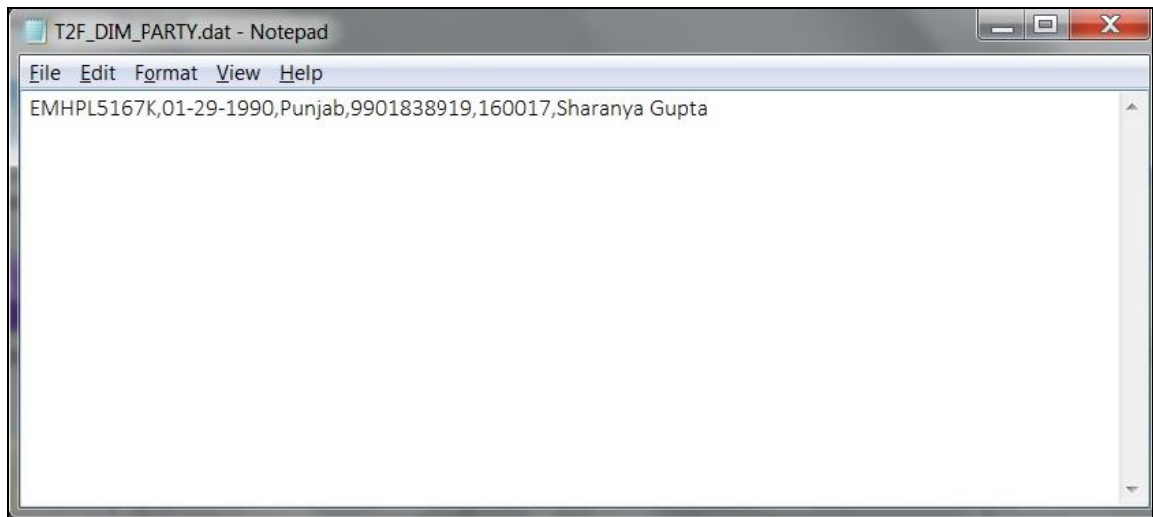 T2F_DIM_PARTY.dat - Notepad
File Edit Format View Help
EMHPL5167K,01-29-1990,Punjab,9901838919,160017,Sharanya Gupta